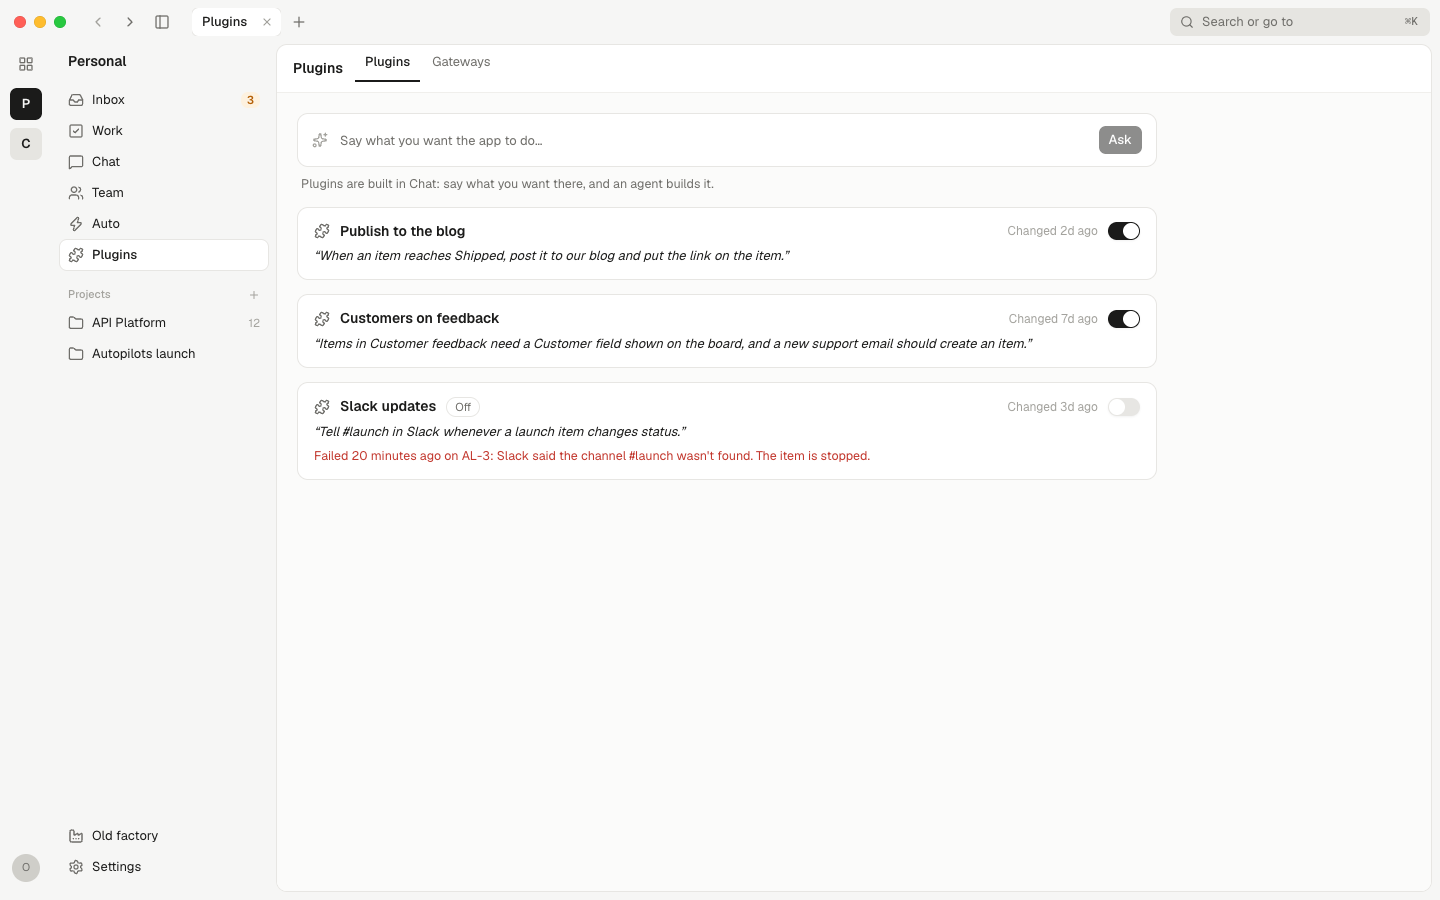 Plugins
Search or go to
⌘K
Personal
P
C
Inbox
3
Work
Chat
Team
Auto
Plugins
Projects
API Platform
12
Autopilots launch
Old factory
Settings
O
Plugins
Plugins
Gateways
Say what you want the app to do…
Ask
Plugins are built in Chat: say what you want there, and an agent builds it.
Publish to the blog
Changed 2d ago
“When an item reaches Shipped, post it to our blog and put the link on the item.”
Customers on feedback
Changed 7d ago
“Items in Customer feedback need a Customer field shown on the board, and a new support email should create an item.”
Slack updates
Off
Changed 3d ago
“Tell #launch in Slack whenever a launch item changes status.”
Failed 20 minutes ago on AL-3: Slack said the channel #launch wasn't found. The item is stopped.